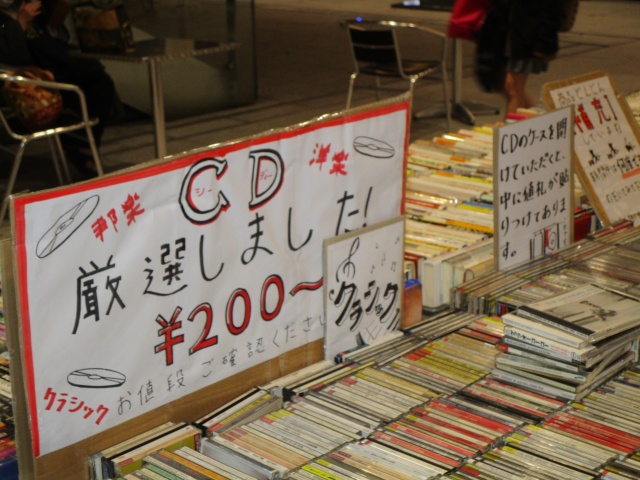 邦楽 CD 洋楽
シーディー
厳選しました!
¥200〜
クラシック お値段ご確認ください
クラシック
CDのケースを開
けていただくと、
中に値札が貼
りつけてあります。
補充